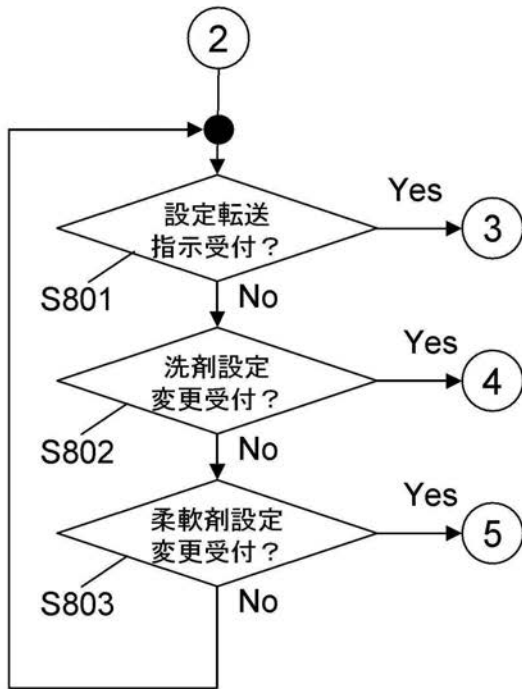 2
設定転送
指示受付？
Yes
3
S801
No
洗剤設定
変更受付？
Yes
4
S802
No
柔軟剤設定
変更受付？
Yes
5
S803
No